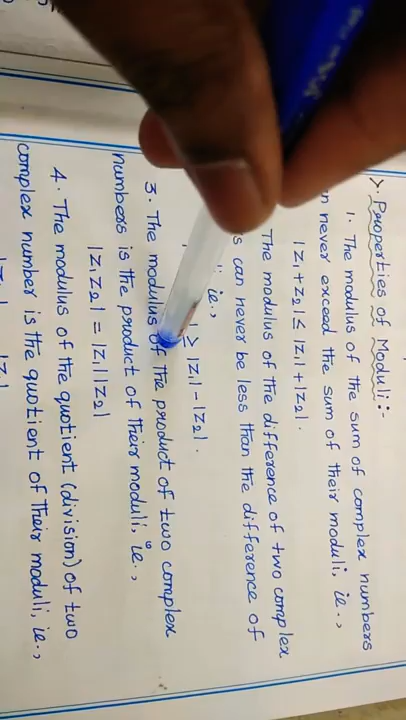 > Properties of Moduli:-
1. The modulus of the sum of complex numbers
never exceed the sum of their moduli, ie.,
|z₁+z₂| ≤ |z₁| + |z₂|.
The modulus of the difference of two complex
can never be less than the difference of
ie.,
≥ |z₁| - |z₂|.
3. The modulus of the product of two complex
numbers is the product of their moduli, ie.,
|z₁z₂| = |z₁||z₂|
4. The modulus of the quotient (division) of two
complex number is the quotient of their moduli, ie.,